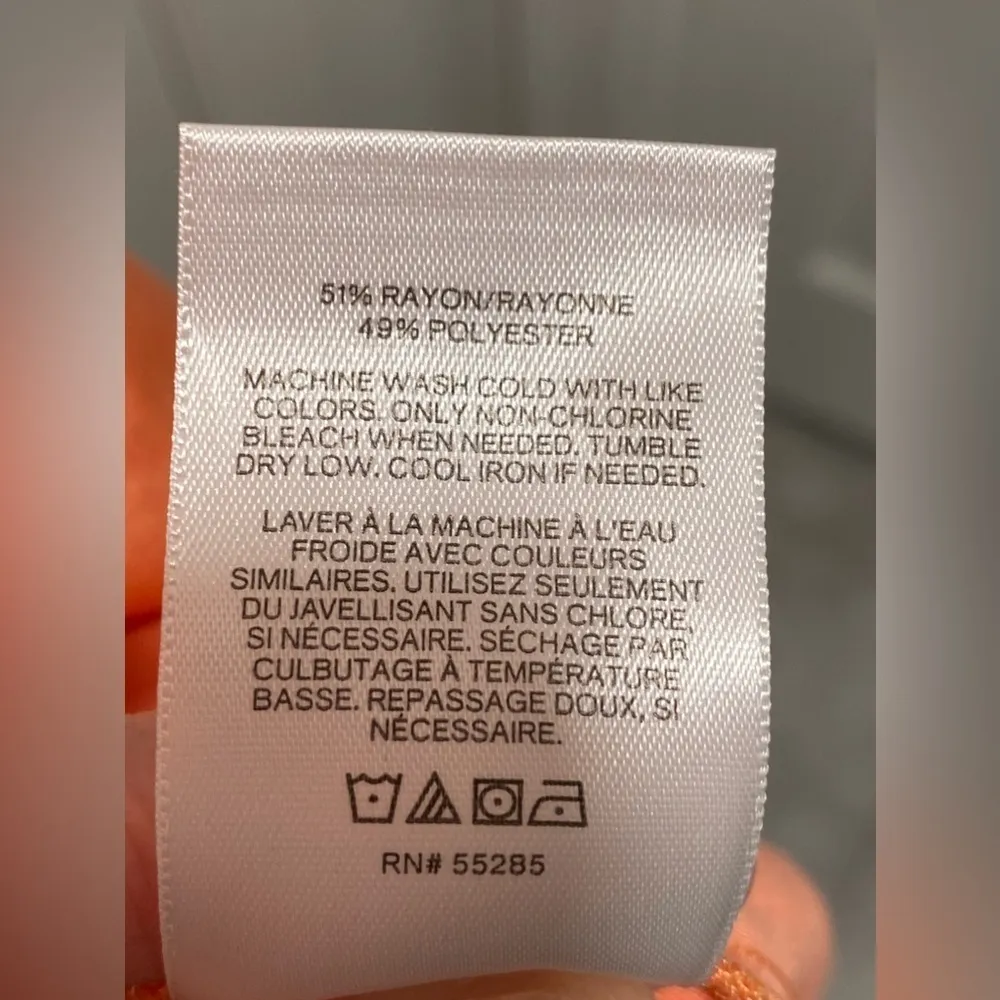 51% RAYON/RAYONNE
49% POLYESTER
MACHINE WASH COLD WITH LIKE
COLORS. ONLY NON-CHLORINE
BLEACH WHEN NEEDED. TUMBLE
DRY LOW. COOL IRON IF NEEDED.
LAVER À LA MACHINE À L'EAU
FROIDE AVEC COULEURS
SIMILAIRES. UTILISEZ SEULEMENT
DU JAVELLISANT SANS CHLORE,
SI NÉCESSAIRE. SÉCHAGE PAR
CULBUTAGE À TEMPÉRATURE
BASSE. REPASSAGE DOUX, SI
NÉCESSAIRE.
RN# 55285